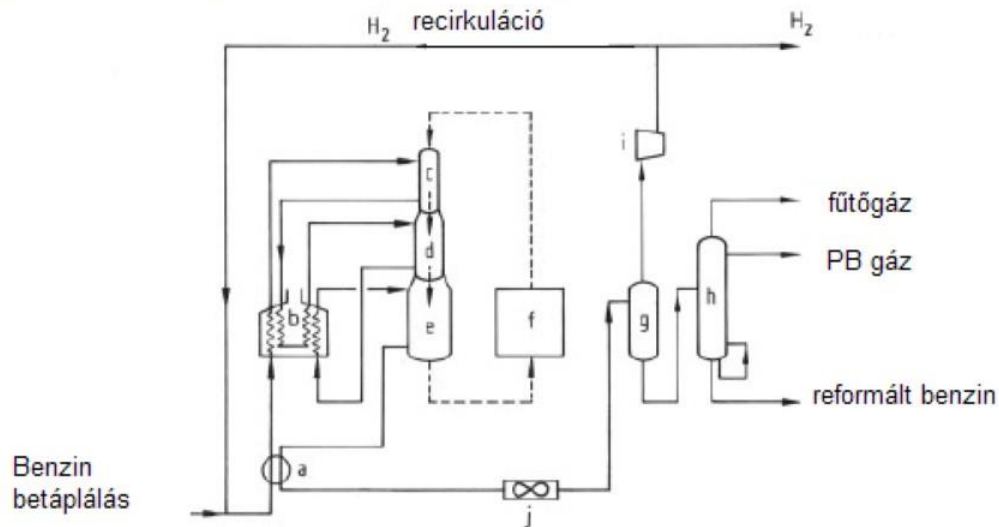 H2 recirkuláció H2
i
c
fűtőgáz
d
PB gáz
b
e
f
g
h
reformált benzin
a
Benzin
betáplálás
j